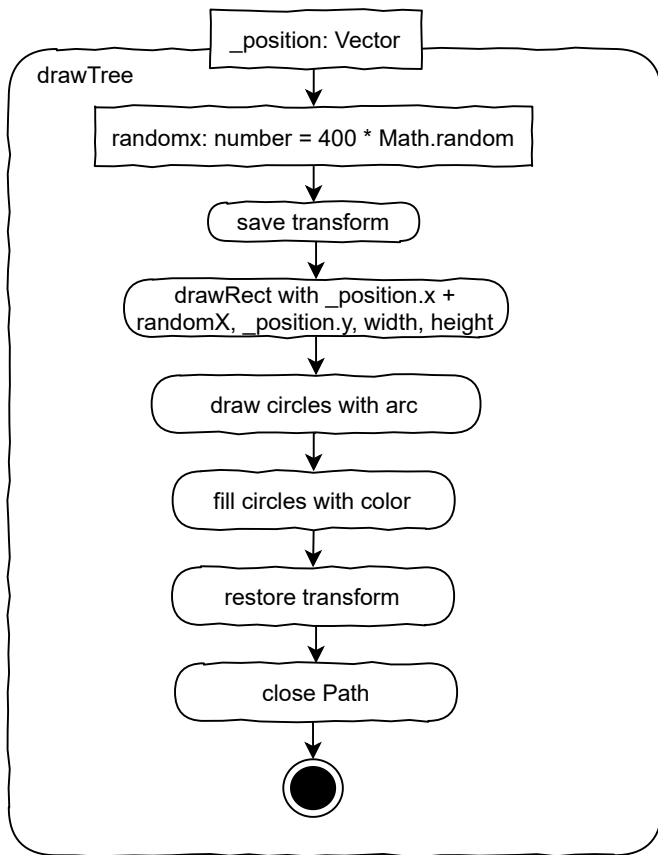 _position: Vector
drawTree
randomx: number = 400 * Math.random
save transform
drawRect with _position.x +
randomX, _position.y, width, height
draw circles with arc
fill circles with color
restore transform
close Path